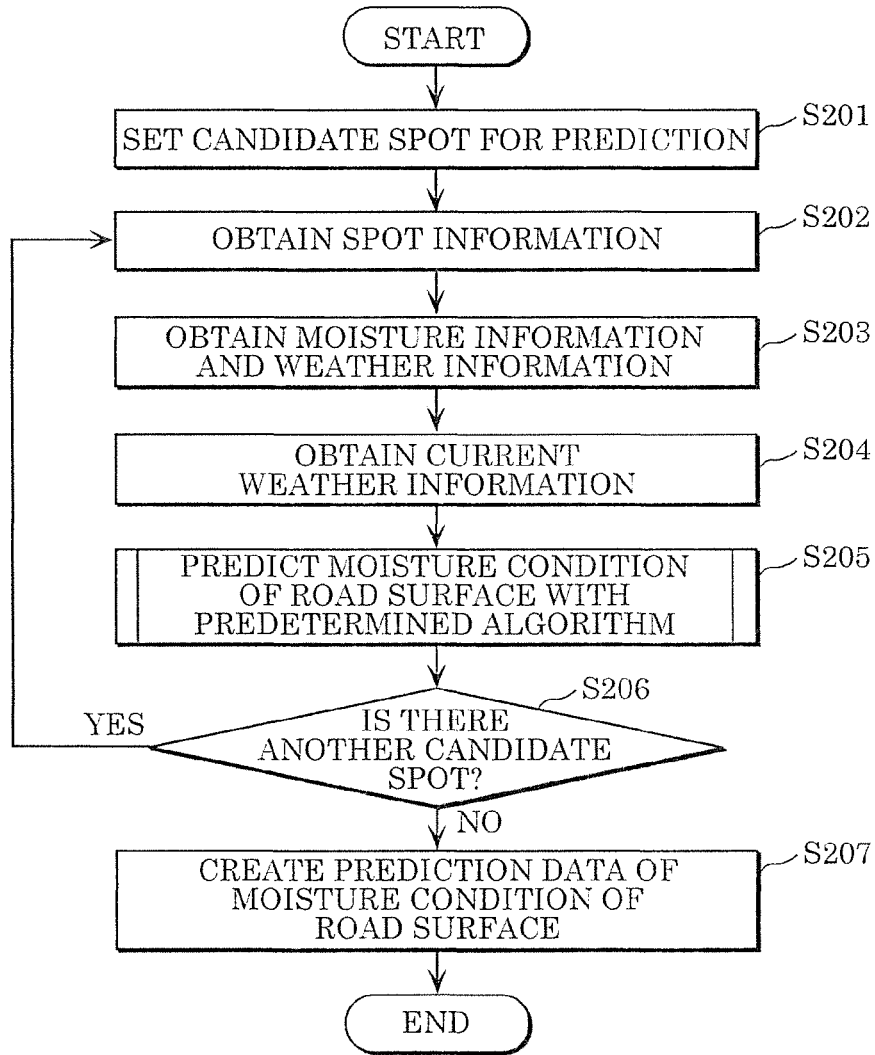 START
SET CANDIDATE SPOT FOR PREDICTION
S201
OBTAIN SPOT INFORMATION
S202
OBTAIN MOISTURE INFORMATION
AND WEATHER INFORMATION
S203
OBTAIN CURRENT
WEATHER INFORMATION
S204
PREDICT MOISTURE CONDITION
OF ROAD SURFACE WITH
PREDETERMINED ALGORITHM
S205
S206
YES
IS THERE
ANOTHER CANDIDATE
SPOT?
NO
CREATE PREDICTION DATA OF
MOISTURE CONDITION OF
ROAD SURFACE
S207
END